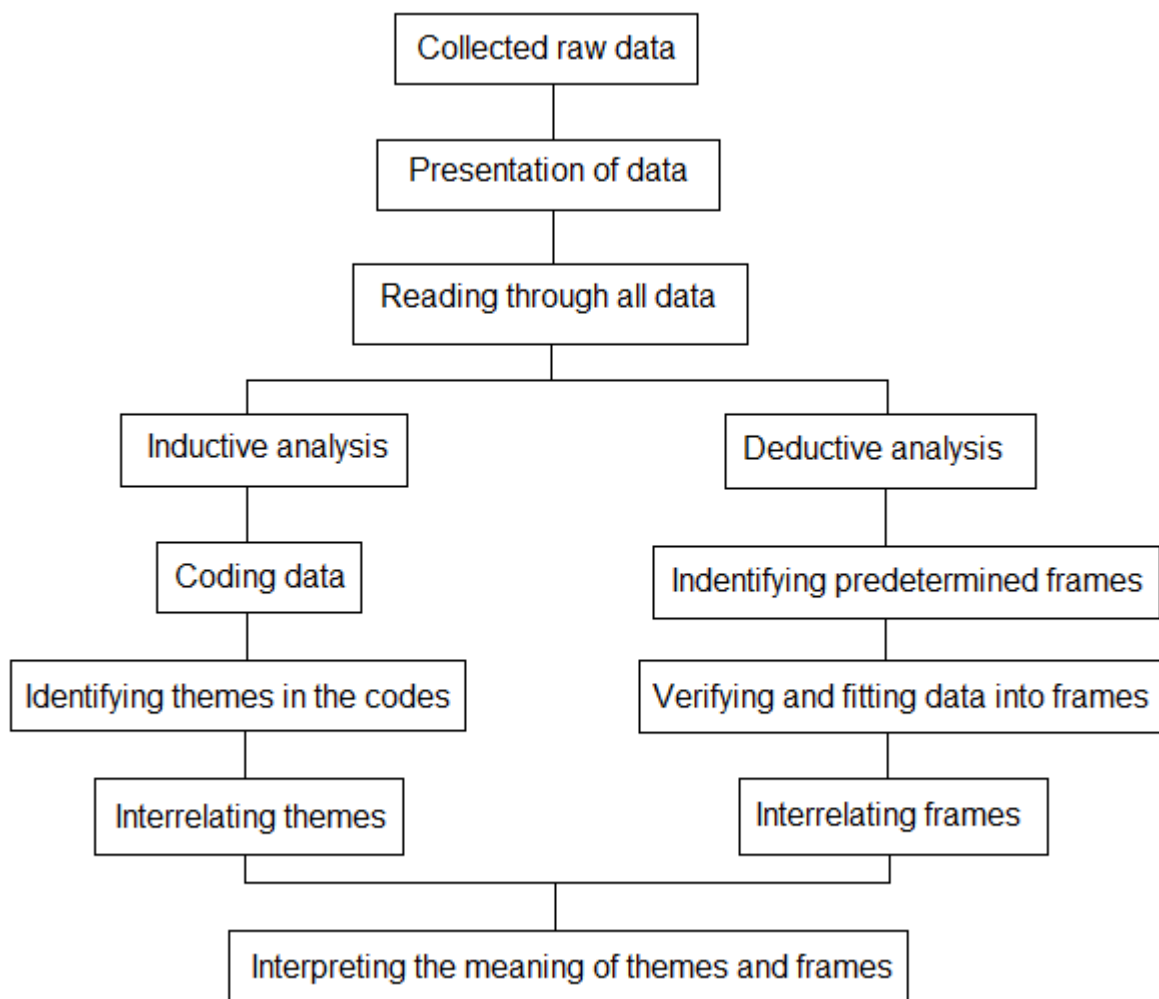 Collected raw data
Presentation of data
Reading through all data
Inductive analysis
Deductive analysis
Coding data
Indentifying predetermined frames
Identifying themes in the codes
Verifying and fitting data into frames
Interrelating themes
Interrelating frames
Interpreting the meaning of themes and frames